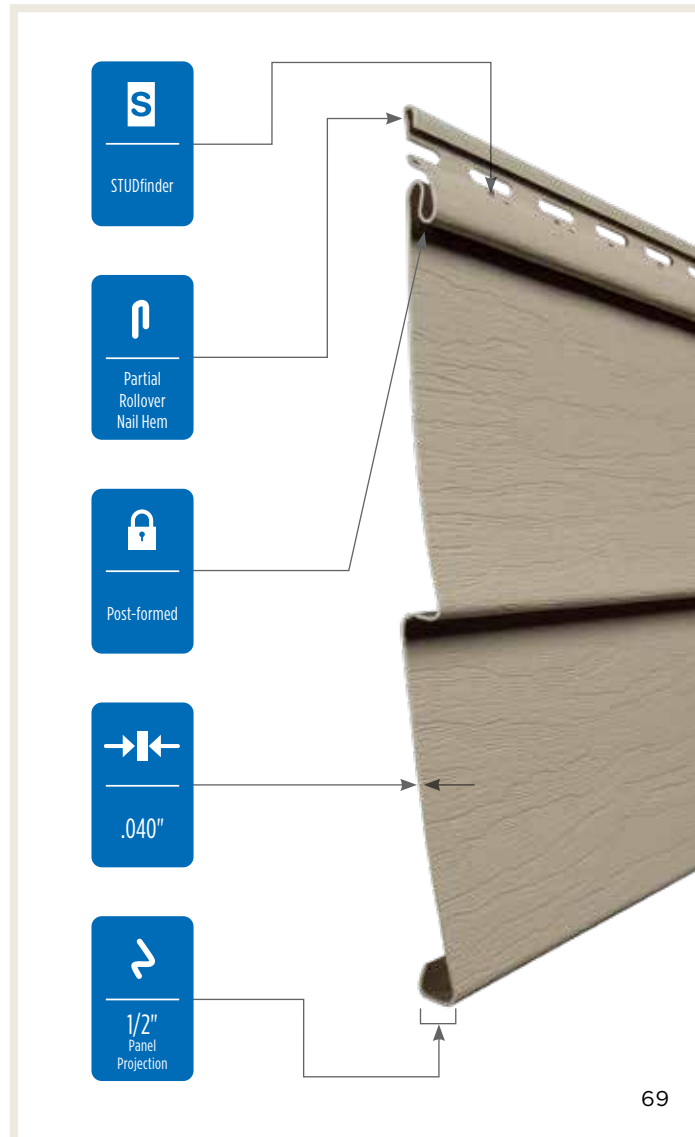 S
STUDfinder
Partial
Rollover
Nail Hem
Post-formed
.040"
1/2"
Panel
Projection
69